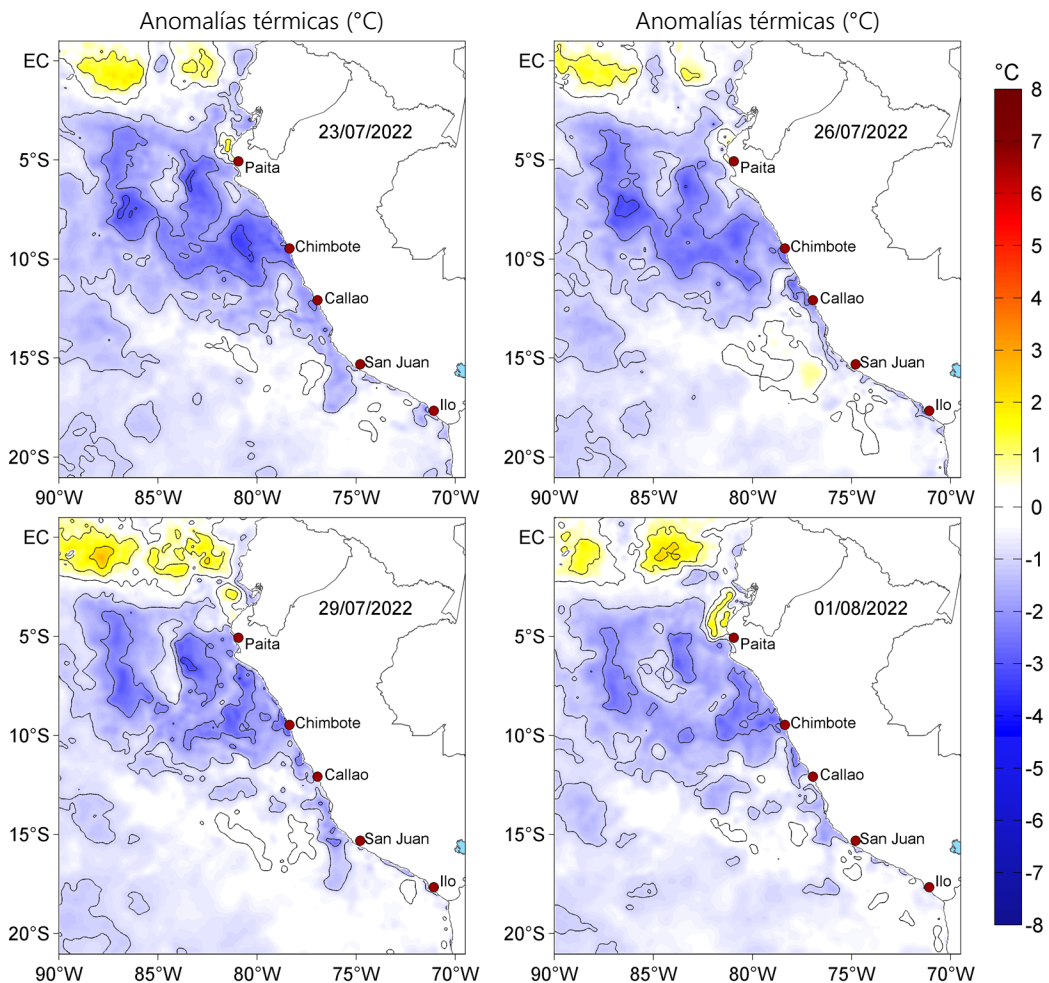 Anomalías térmicas (°C)
Anomalías térmicas (°C)
EC
5°S
10°S
15°S
20°S
90°W
85°W
80°W
75°W
70°W
23/07/2022
Paita
Chimbote
Callao
San Juan
Ilo
EC
5°S
10°S
15°S
20°S
90°W
85°W
80°W
75°W
70°W
26/07/2022
Paita
Chimbote
Callao
San Juan
Ilo
EC
5°S
10°S
15°S
20°S
90°W
85°W
80°W
75°W
70°W
29/07/2022
Paita
Chimbote
Callao
San Juan
Ilo
EC
5°S
10°S
15°S
20°S
90°W
85°W
80°W
75°W
70°W
01/08/2022
Paita
Chimbote
Callao
San Juan
Ilo
°C
8
7
6
5
4
3
2
1
0
-1
-2
-3
-4
-5
-6
-7
-8